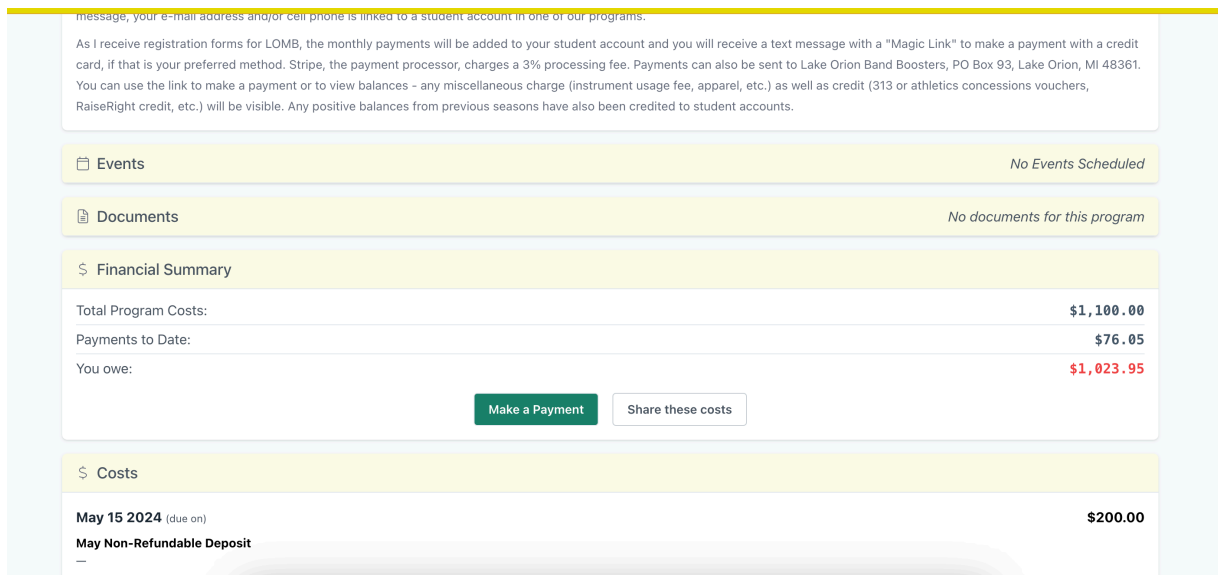 message, your e-mail address and/or cell phone is linked to a student account in one of our programs.
As I receive registration forms for LOMB, the monthly payments will be added to your student account and you will receive a text message with a "Magic Link" to make a payment with a credit
card, if that is your preferred method. Stripe, the payment processor, charges a 3% processing fee. Payments can also be sent to Lake Orion Band Boosters, PO Box 93, Lake Orion, MI 48361.
You can use the link to make a payment or to view balances - any miscellaneous charge (instrument usage fee, apparel, etc.) as well as credit (313 or athletics concessions vouchers,
RaiseRight credit, etc.) will be visible. Any positive balances from previous seasons have also been credited to student accounts.
Events No Events Scheduled
Documents No documents for this program
$ Financial Summary
Total Program Costs: $1,100.00
Payments to Date: $76.05
You owe: $1,023.95
Make a Payment Share these costs
$ Costs
May 15 2024 (due on) $200.00
May Non-Refundable Deposit
—